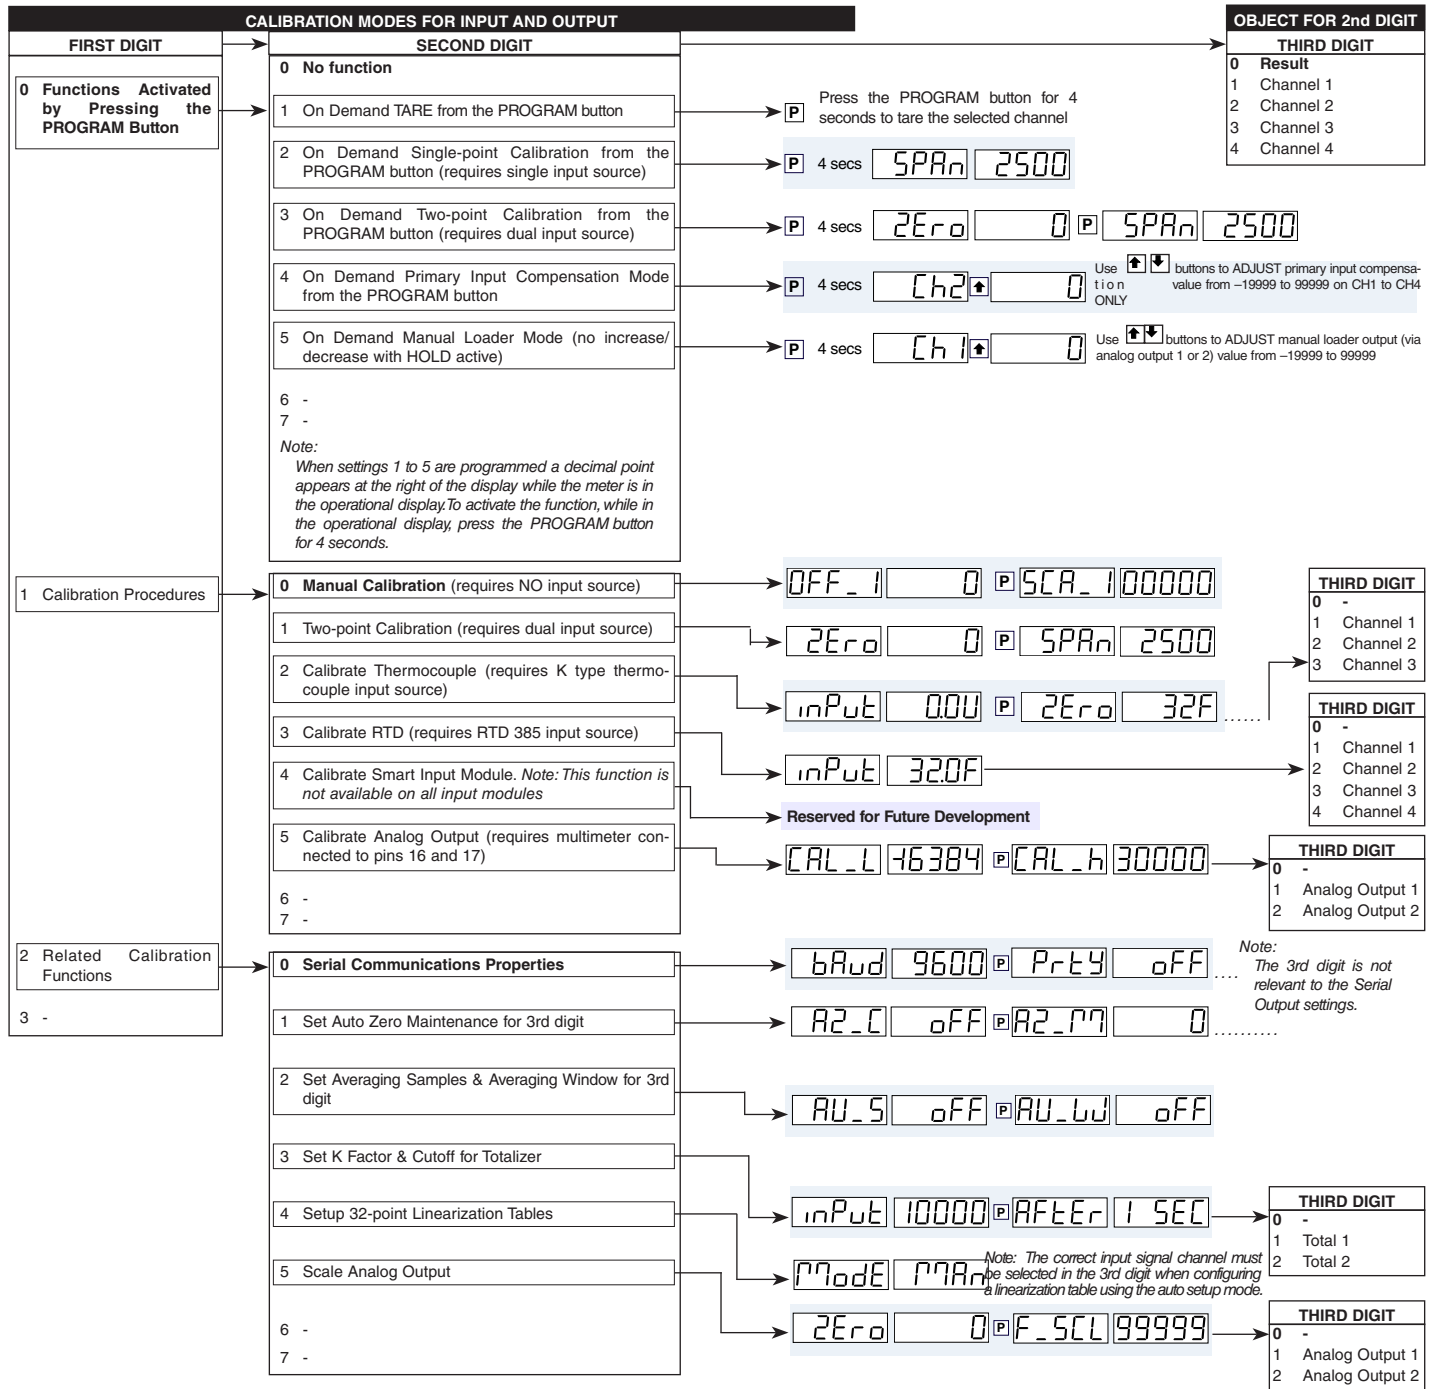 CALIBRATION MODES FOR INPUT AND OUTPUT
OBJECT FOR 2nd DIGIT
FIRST DIGIT
SECOND DIGIT
THIRD DIGIT
0 Result
1 Channel 1
2 Channel 2
3 Channel 3
4 Channel 4
0 Functions Activated
by Pressing the
PROGRAM Button
0 No function
1 On Demand TARE from the PROGRAM button
P Press the PROGRAM button for 4
seconds to tare the selected channel
2 On Demand Single-point Calibration from the
PROGRAM button (requires single input source)
P 4 secs SPAn 2500
3 On Demand Two-point Calibration from the
PROGRAM button (requires dual input source)
P 4 secs ZEro 0 P SPAn 2500
4 On Demand Primary Input Compensation Mode
from the PROGRAM button
P 4 secs Ch2 0
Use buttons to ADJUST primary input compensa-
tion value from –19999 to 99999 on CH1 to CH4
ONLY
5 On Demand Manual Loader Mode (no increase/
decrease with HOLD active)
P 4 secs Ch1 0
Use buttons to ADJUST manual loader output (via
analog output 1 or 2) value from –19999 to 99999
6 -
7 -
Note:
When settings 1 to 5 are programmed a decimal point
appears at the right of the display while the meter is in
the operational display.To activate the function, while in
the operational display, press the PROGRAM button
for 4 seconds.
1 Calibration Procedures
0 Manual Calibration (requires NO input source)
OFF_1 0 P SCA_1 00000
1 Two-point Calibration (requires dual input source)
ZEro 0 P SPAn 2500
2 Calibrate Thermocouple (requires K type thermo-
couple input source)
inPut 0.0U P ZEro 32F ......
THIRD DIGIT
0 -
1 Channel 1
2 Channel 2
3 Channel 3
3 Calibrate RTD (requires RTD 385 input source)
inPut 32.0F
THIRD DIGIT
0 -
1 Channel 1
2 Channel 2
3 Channel 3
4 Channel 4
4 Calibrate Smart Input Module. Note: This function is
not available on all input modules
Reserved for Future Development
5 Calibrate Analog Output (requires multimeter con-
nected to pins 16 and 17)
CAL_L -16384 P CAL_h 30000
THIRD DIGIT
0 -
1 Analog Output 1
2 Analog Output 2
6 -
7 -
2 Related Calibration
Functions
3 -
0 Serial Communications Properties
bAud 9600 P PrtY oFF ....
Note:
The 3rd digit is not
relevant to the Serial
Output settings.
1 Set Auto Zero Maintenance for 3rd digit
AZ_C oFF P AZ_M 0 ..........
2 Set Averaging Samples & Averaging Window for 3rd
digit
AU_S oFF P AU_W oFF
3 Set K Factor & Cutoff for Totalizer
inPut 10000 P AFtEr 1 SEC
THIRD DIGIT
0 -
1 Total 1
2 Total 2
4 Setup 32-point Linearization Tables
ModE MAn
Note: The correct input signal channel must
be selected in the 3rd digit when configuring
a linearization table using the auto setup mode.
5 Scale Analog Output
ZEro 0 P F_SCL 99999
THIRD DIGIT
0 -
1 Analog Output 1
2 Analog Output 2
6 -
7 -